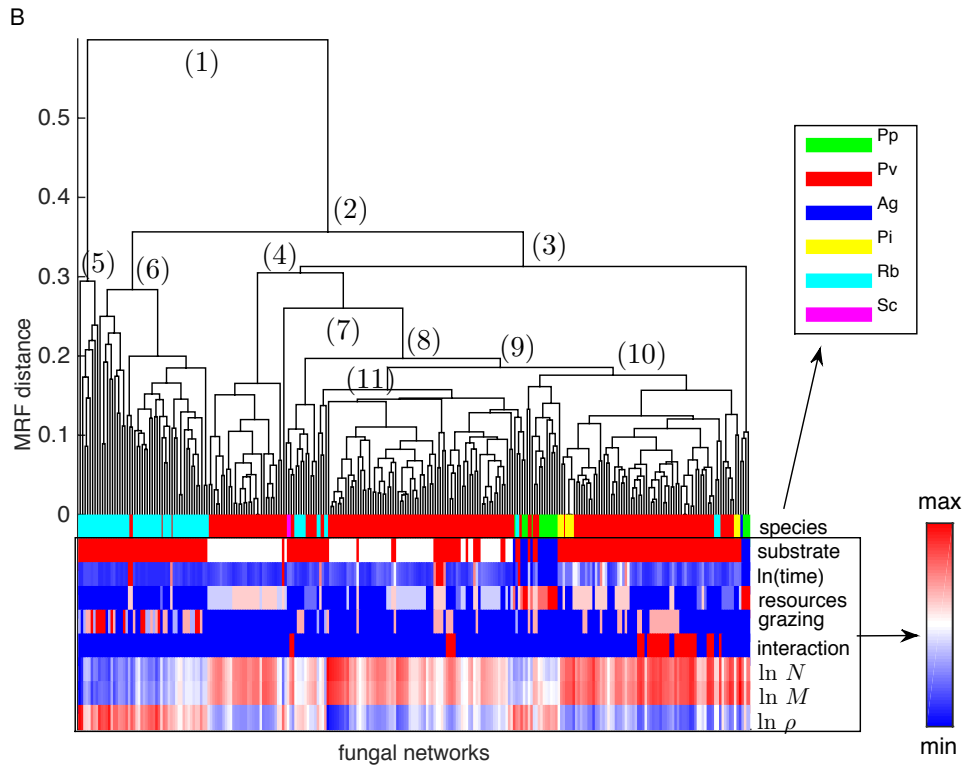 B
(1)
0.5
Pp
Pv
Ag
Pi
Rb
Sc
0.4
(2)
(3)
(4)
(5)
(6)
0.3
(7)
(8)
(9)
(10)
0.2
(11)
0.1
0
MRF distance
species
substrate
ln(time)
resources
grazing
interaction
ln N
ln M
ln ρ
max
min
fungal networks